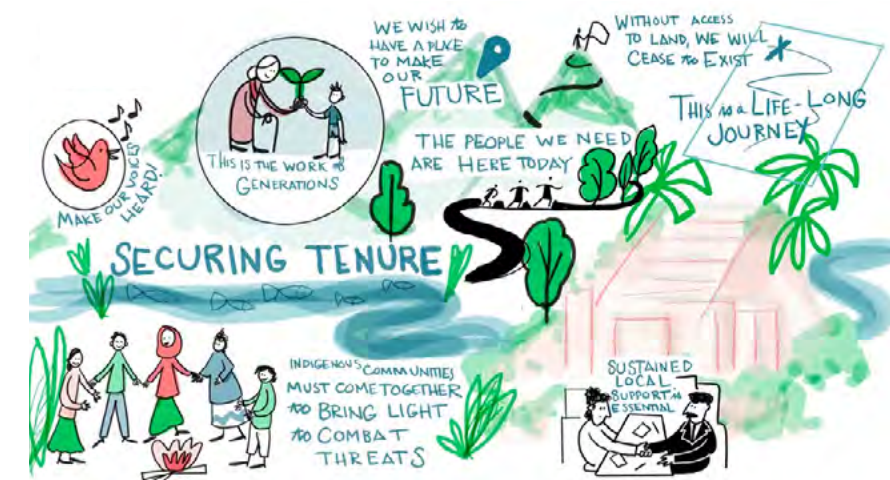 WE WISH to
HAVE A PLACE
TO MAKE
OUR
FUTURE
WITHOUT ACCESS
TO LAND, WE WILL
CEASE to EXIST
THIS is a LIFE-LONG
JOURNEY
MAKE OUR VOICES
HEARD!
THIS IS THE WORK of
GENERATIONS
THE PEOPLE WE NEED
ARE HERE TODAY
SECURING TENURE
INDIGENOUS COMMUNITIES
MUST COME TOGETHER
to BRING LIGHT
to COMBAT
THREATS
SUSTAINED
LOCAL
SUPPORT is
ESSENTIAL